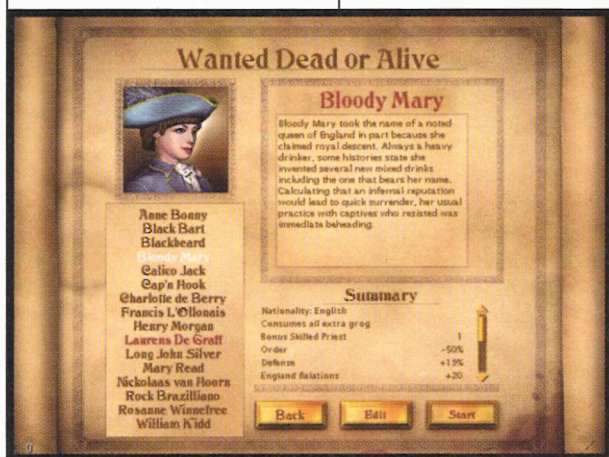 Wanted Dead or Alive
Bloody Mary
Bloody Mary took the name of a noted
queen of England in part because she
claimed royal descent. Always a heavy
drinker, some histories state she
invented several new mixed drinks
including the one that bears her name.
Calculating that an infernal reputation
would lead to quick surrender, her usual
practice with captives who resisted was
immediate beheading.
Anne Bonny
Black Bart
Blackbeard
Bloody Mary
Calico Jack
Cap'n Hook
Charlotte de Berry
Francis L'Ollonais
Henry Morgan
Laurens De Graff
Long John Silver
Mary Read
Nickolaas van Hoorn
Rock Brazilliano
Rosanne Winnefree
William Kidd
Summary
Nationality: English
Consumes all extra grog
Bonus Skilled Priest 1
Order -50%
Defense +15%
England Relations +20
Back Edit Start